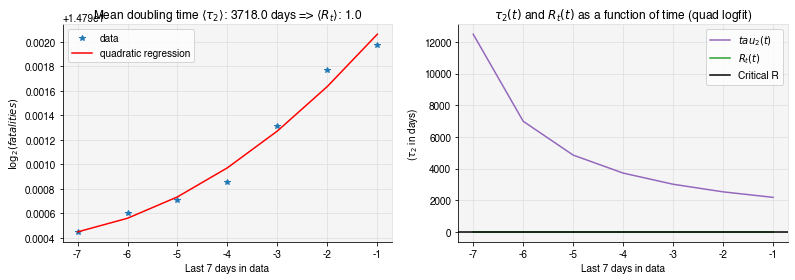 Mean doubling time ⟨τ₂⟩: 3718.0 days => ⟨Rₜ⟩: 1.0
data
quadratic regression
0.0020
0.0018
0.0016
0.0014
0.0012
0.0010
0.0008
0.0006
0.0004
log₂(fatalities)
-7 -6 -5 -4 -3 -2 -1
Last 7 days in data
τ₂(t) and Rₜ(t) as a function of time (quad logfit)
tau₂(t)
Rₜ(t)
Critical R
12000
10000
8000
6000
4000
2000
0
(τ₂ in days)
-7 -6 -5 -4 -3 -2 -1
Last 7 days in data